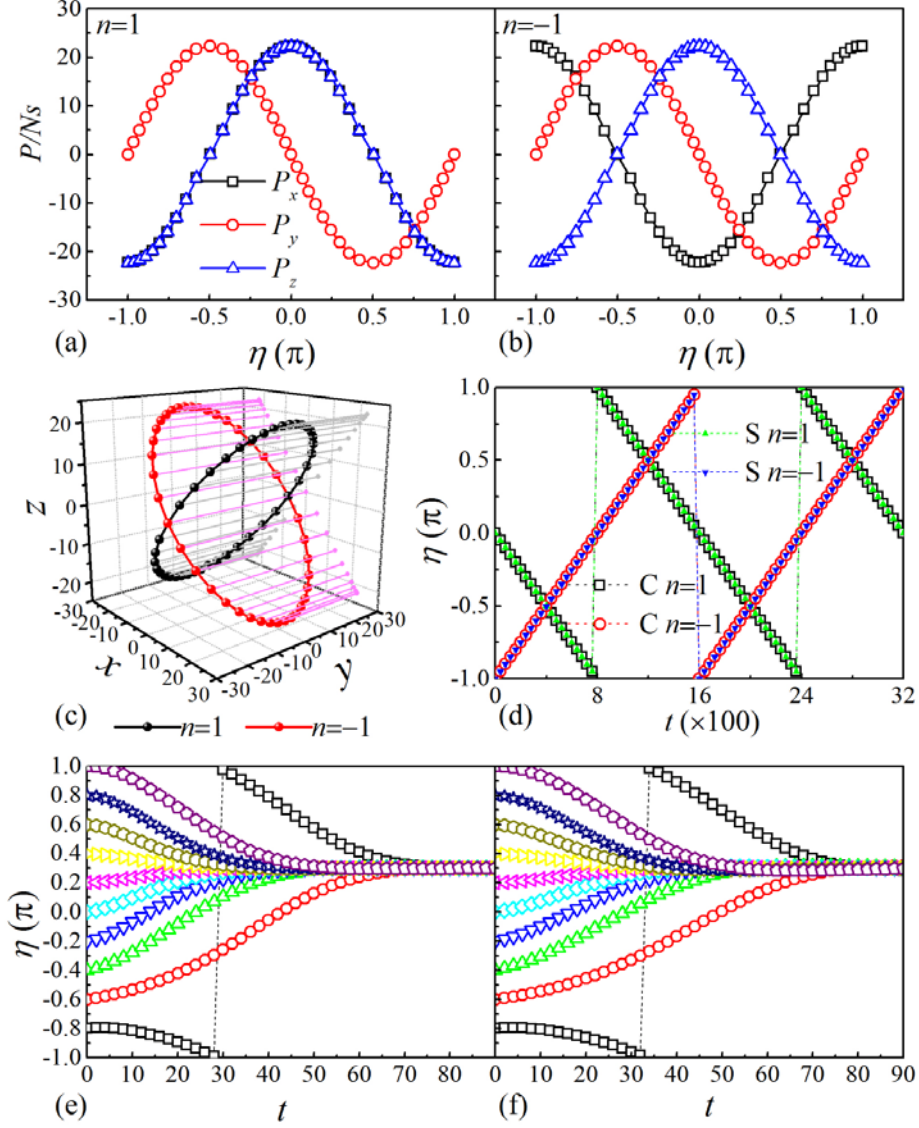 n=1
n=−1
30
20
10
0
-10
-20
-30
P/Ns
Px
Py
Pz
-1.0 -0.5 0.0 0.5 1.0
-1.0 -0.5 0.0 0.5 1.0
(a) η (π)
(b) η (π)
20
10
0
-10
-20
z
-30 -20 -10 0 10 20 30
x
-30 -20 -10 0 10 20 30
y
(c)
n=1 n=−1
1.0
0.5
0.0
-0.5
-1.0
η (π)
S n=1
S n=−1
C n=1
C n=−1
0 8 16 24 32
(d) t (×100)
1.0
0.8
0.6
0.4
0.2
0.0
-0.2
-0.4
-0.6
-0.8
-1.0
η (π)
0 10 20 30 40 50 60 70 80
0 10 20 30 40 50 60 70 80 90
(e) t
(f) t